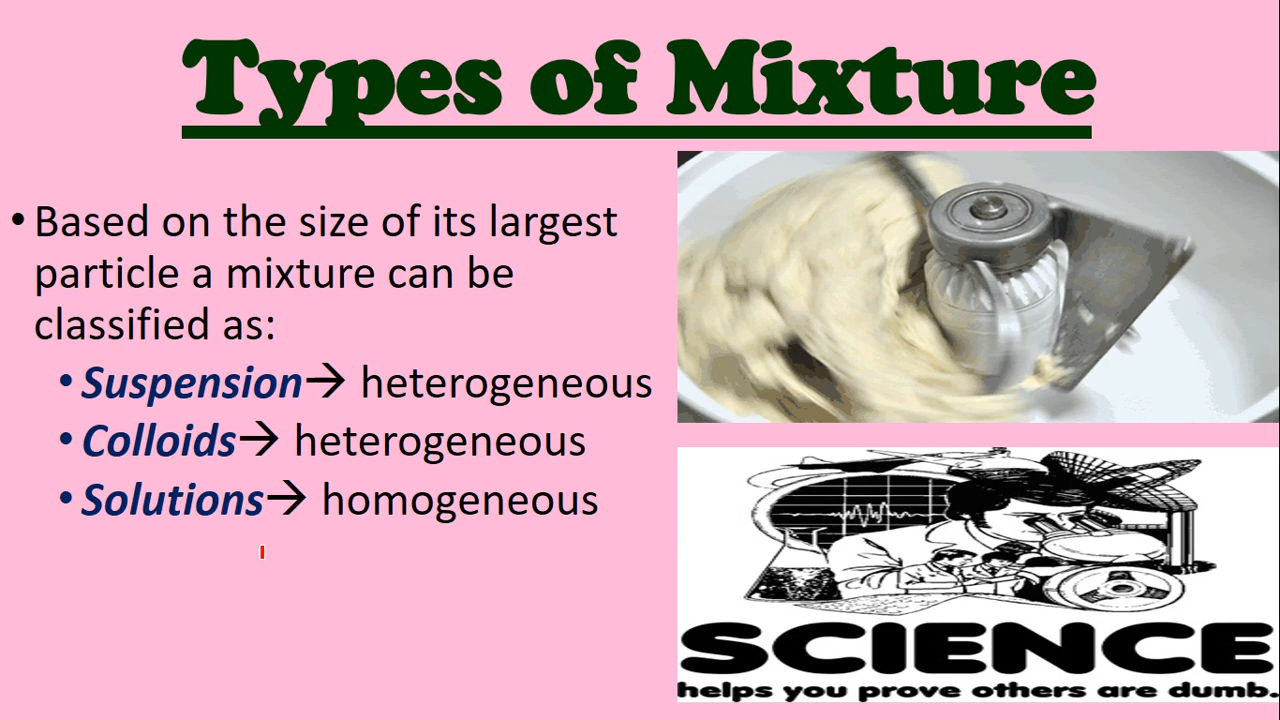 Types of Mixture
• Based on the size of its largest
particle a mixture can be
classified as:
• Suspension→ heterogeneous
• Colloids→ heterogeneous
• Solutions→ homogeneous
SCIENCE
helps you prove others are dumb.